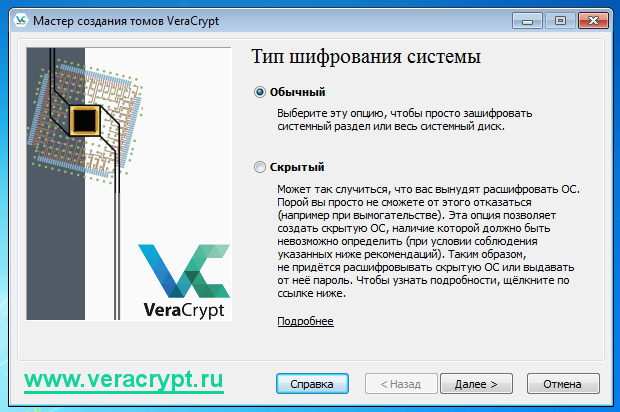 Мастер создания томов VeraCrypt
Тип шифрования системы
Обычный
Выберите эту опцию, чтобы просто зашифровать
системный раздел или весь системный диск.
Скрытый
Может так случиться, что вас вынудят расшифровать ОС.
Порой вы просто не сможете от этого отказаться
(например при вымогательстве). Эта опция позволяет
создать скрытую ОС, наличие которой должно быть
невозможно определить (при условии соблюдения
указанных ниже рекомендаций). Таким образом,
не придётся расшифровывать скрытую ОС или выдавать
от неё пароль. Чтобы узнать подробности, щёлкните по
ссылке ниже.
Подробнее
VeraCrypt
www.veracrypt.ru
Справка
< Назад
Далее >
Отмена